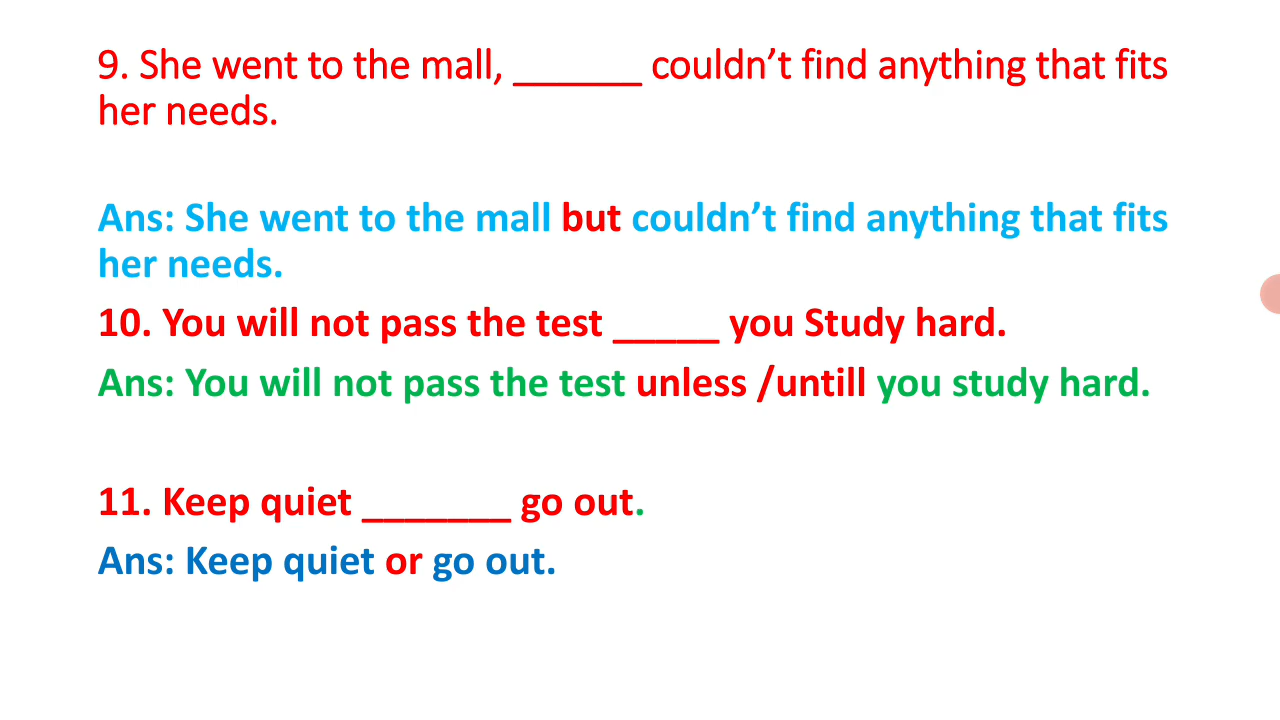 9. She went to the mall, ______ couldn’t find anything that fits
her needs.
Ans: She went to the mall but couldn’t find anything that fits
her needs.
10. You will not pass the test _____ you Study hard.
Ans: You will not pass the test unless /untill you study hard.
11. Keep quiet _______ go out.
Ans: Keep quiet or go out.